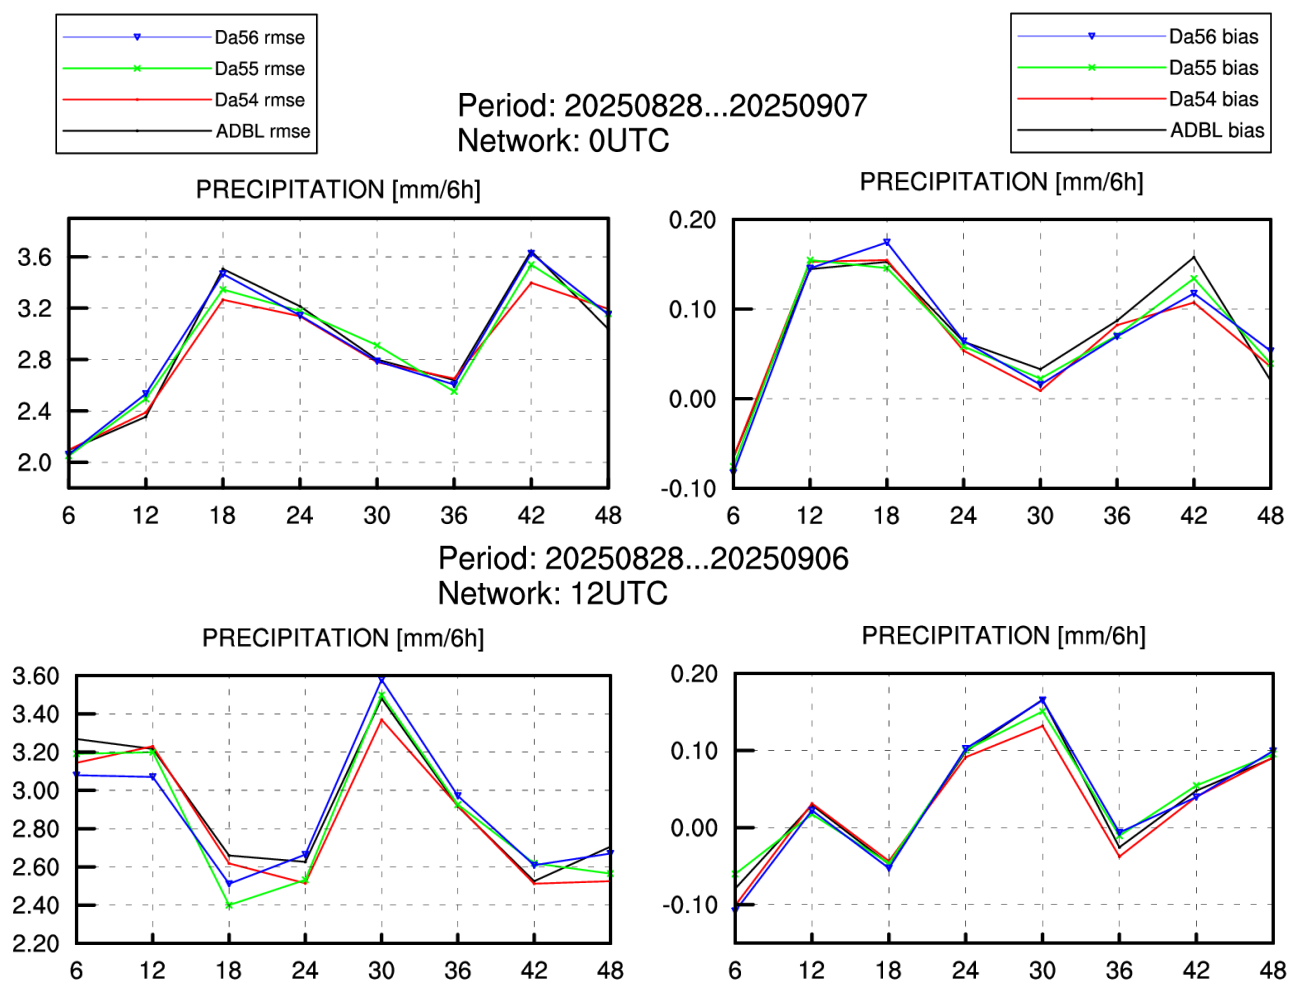 Da56 rmse
Da55 rmse
Da54 rmse
ADBL rmse
Da56 bias
Da55 bias
Da54 bias
ADBL bias
Period: 20250828...20250907
Network: 0UTC
PRECIPITATION [mm/6h]
3.6
3.2
2.8
2.4
2.0
6 12 18 24 30 36 42 48
PRECIPITATION [mm/6h]
0.20
0.10
0.00
-0.10
6 12 18 24 30 36 42 48
Period: 20250828...20250906
Network: 12UTC
PRECIPITATION [mm/6h]
3.60
3.40
3.20
3.00
2.80
2.60
2.40
2.20
6 12 18 24 30 36 42 48
PRECIPITATION [mm/6h]
0.20
0.10
0.00
-0.10
6 12 18 24 30 36 42 48